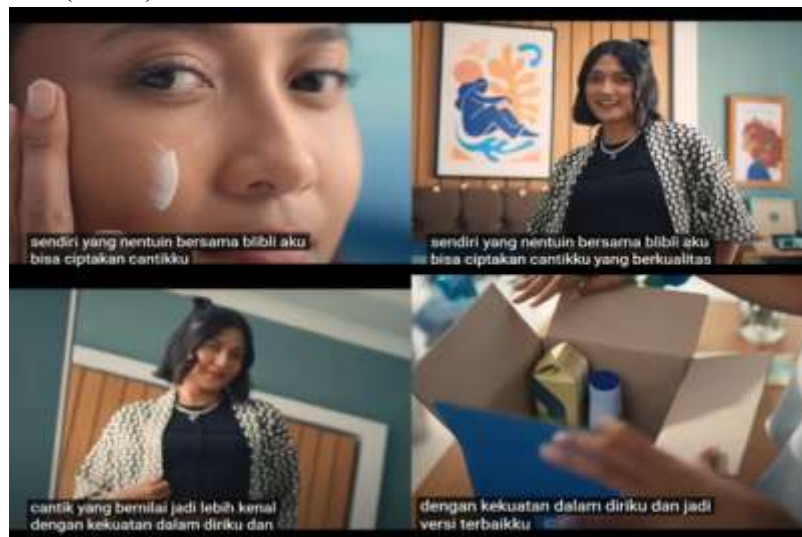 sendiri yang nentuin bersama blibli aku
bisa ciptakan cantikku
sendiri yang nentuin bersama blibli aku
bisa ciptakan cantikku yang berkualitas
cantik yang bernilai jadi lebih kenal
dengan kekuatan dalam diriku dan
dengan kekuatan dalam diriku dan jadi
versi terbaikku